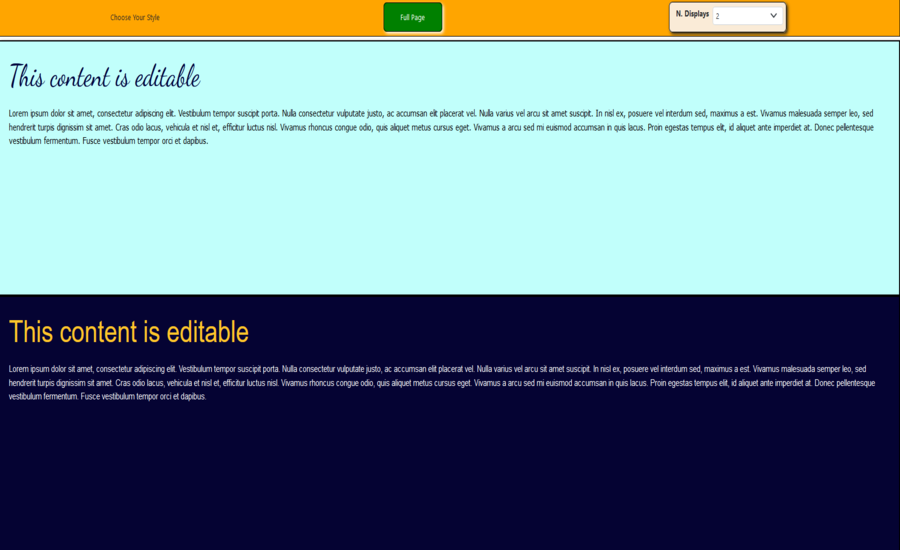 Choose Your Style
Full Page
N. Displays 2
This content is editable
Lorem ipsum dolor sit amet, consectetur adipiscing elit. Vestibulum tempor suscipit porta. Nulla consectetur vulputate justo, ac accumsan elit placerat vel. Nulla varius vel arcu sit amet suscipit. In nisl ex, posuere vel interdum sed, maximus a est. Vivamus malesuada semper leo, sed
hendrerit turpis dignissim sit amet. Cras odio lacus, vehicula et nisl et, efficitur luctus nisl. Vivamus rhoncus congue odio, quis aliquet metus cursus eget. Vivamus a arcu sed mi euismod accumsan in quis lacus. Proin egestas tempus elit, id aliquet ante imperdiet at. Donec pellentesque
vestibulum fermentum. Fusce vestibulum tempor orci et dapibus.
This content is editable
Lorem ipsum dolor sit amet, consectetur adipiscing elit. Vestibulum tempor suscipit porta. Nulla consectetur vulputate justo, ac accumsan elit placerat vel. Nulla varius vel arcu sit amet suscipit. In nisl ex, posuere vel interdum sed, maximus a est. Vivamus malesuada semper leo, sed
hendrerit turpis dignissim sit amet. Cras odio lacus, vehicula et nisl et, efficitur luctus nisl. Vivamus rhoncus congue odio, quis aliquet metus cursus eget. Vivamus a arcu sed mi euismod accumsan in quis lacus. Proin egestas tempus elit, id aliquet ante imperdiet at. Donec pellentesque
vestibulum fermentum. Fusce vestibulum tempor orci et dapibus.